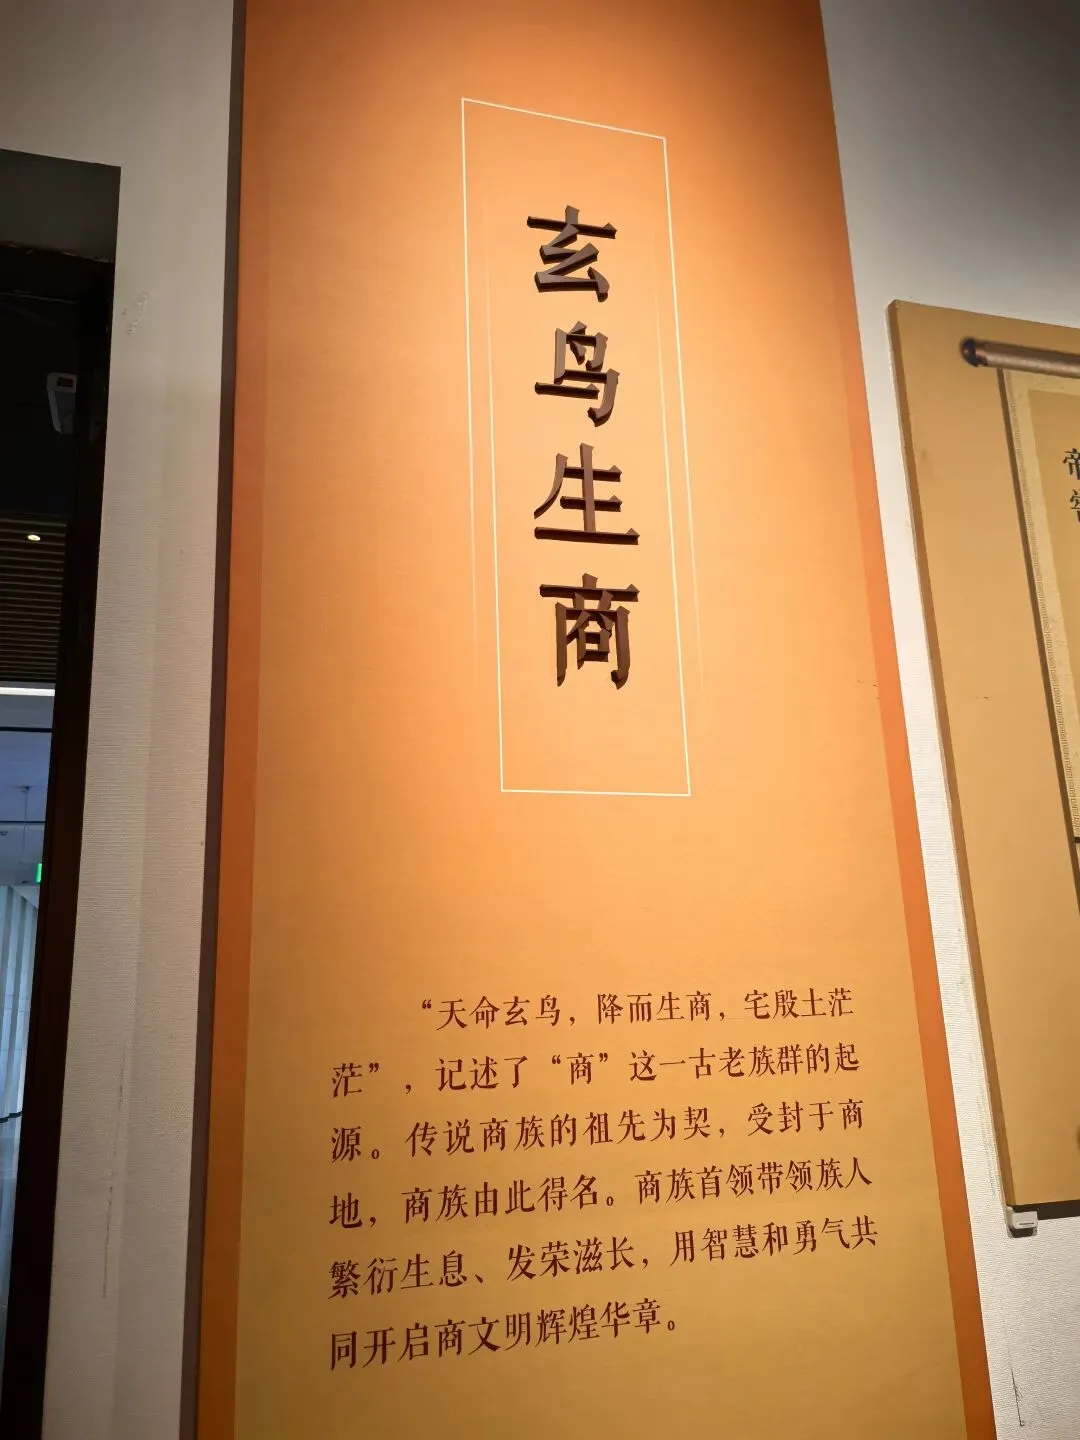 玄鸟生商
“天命玄鸟，降而生商，宅殷土茫
茫”，记述了“商”这一古老族群的起
源。传说商族的祖先为契，受封于商
地，商族由此得名。商族首领带领族人
繁衍生息、发荣滋长，用智慧和勇气共
同开启商文明辉煌华章。
帝